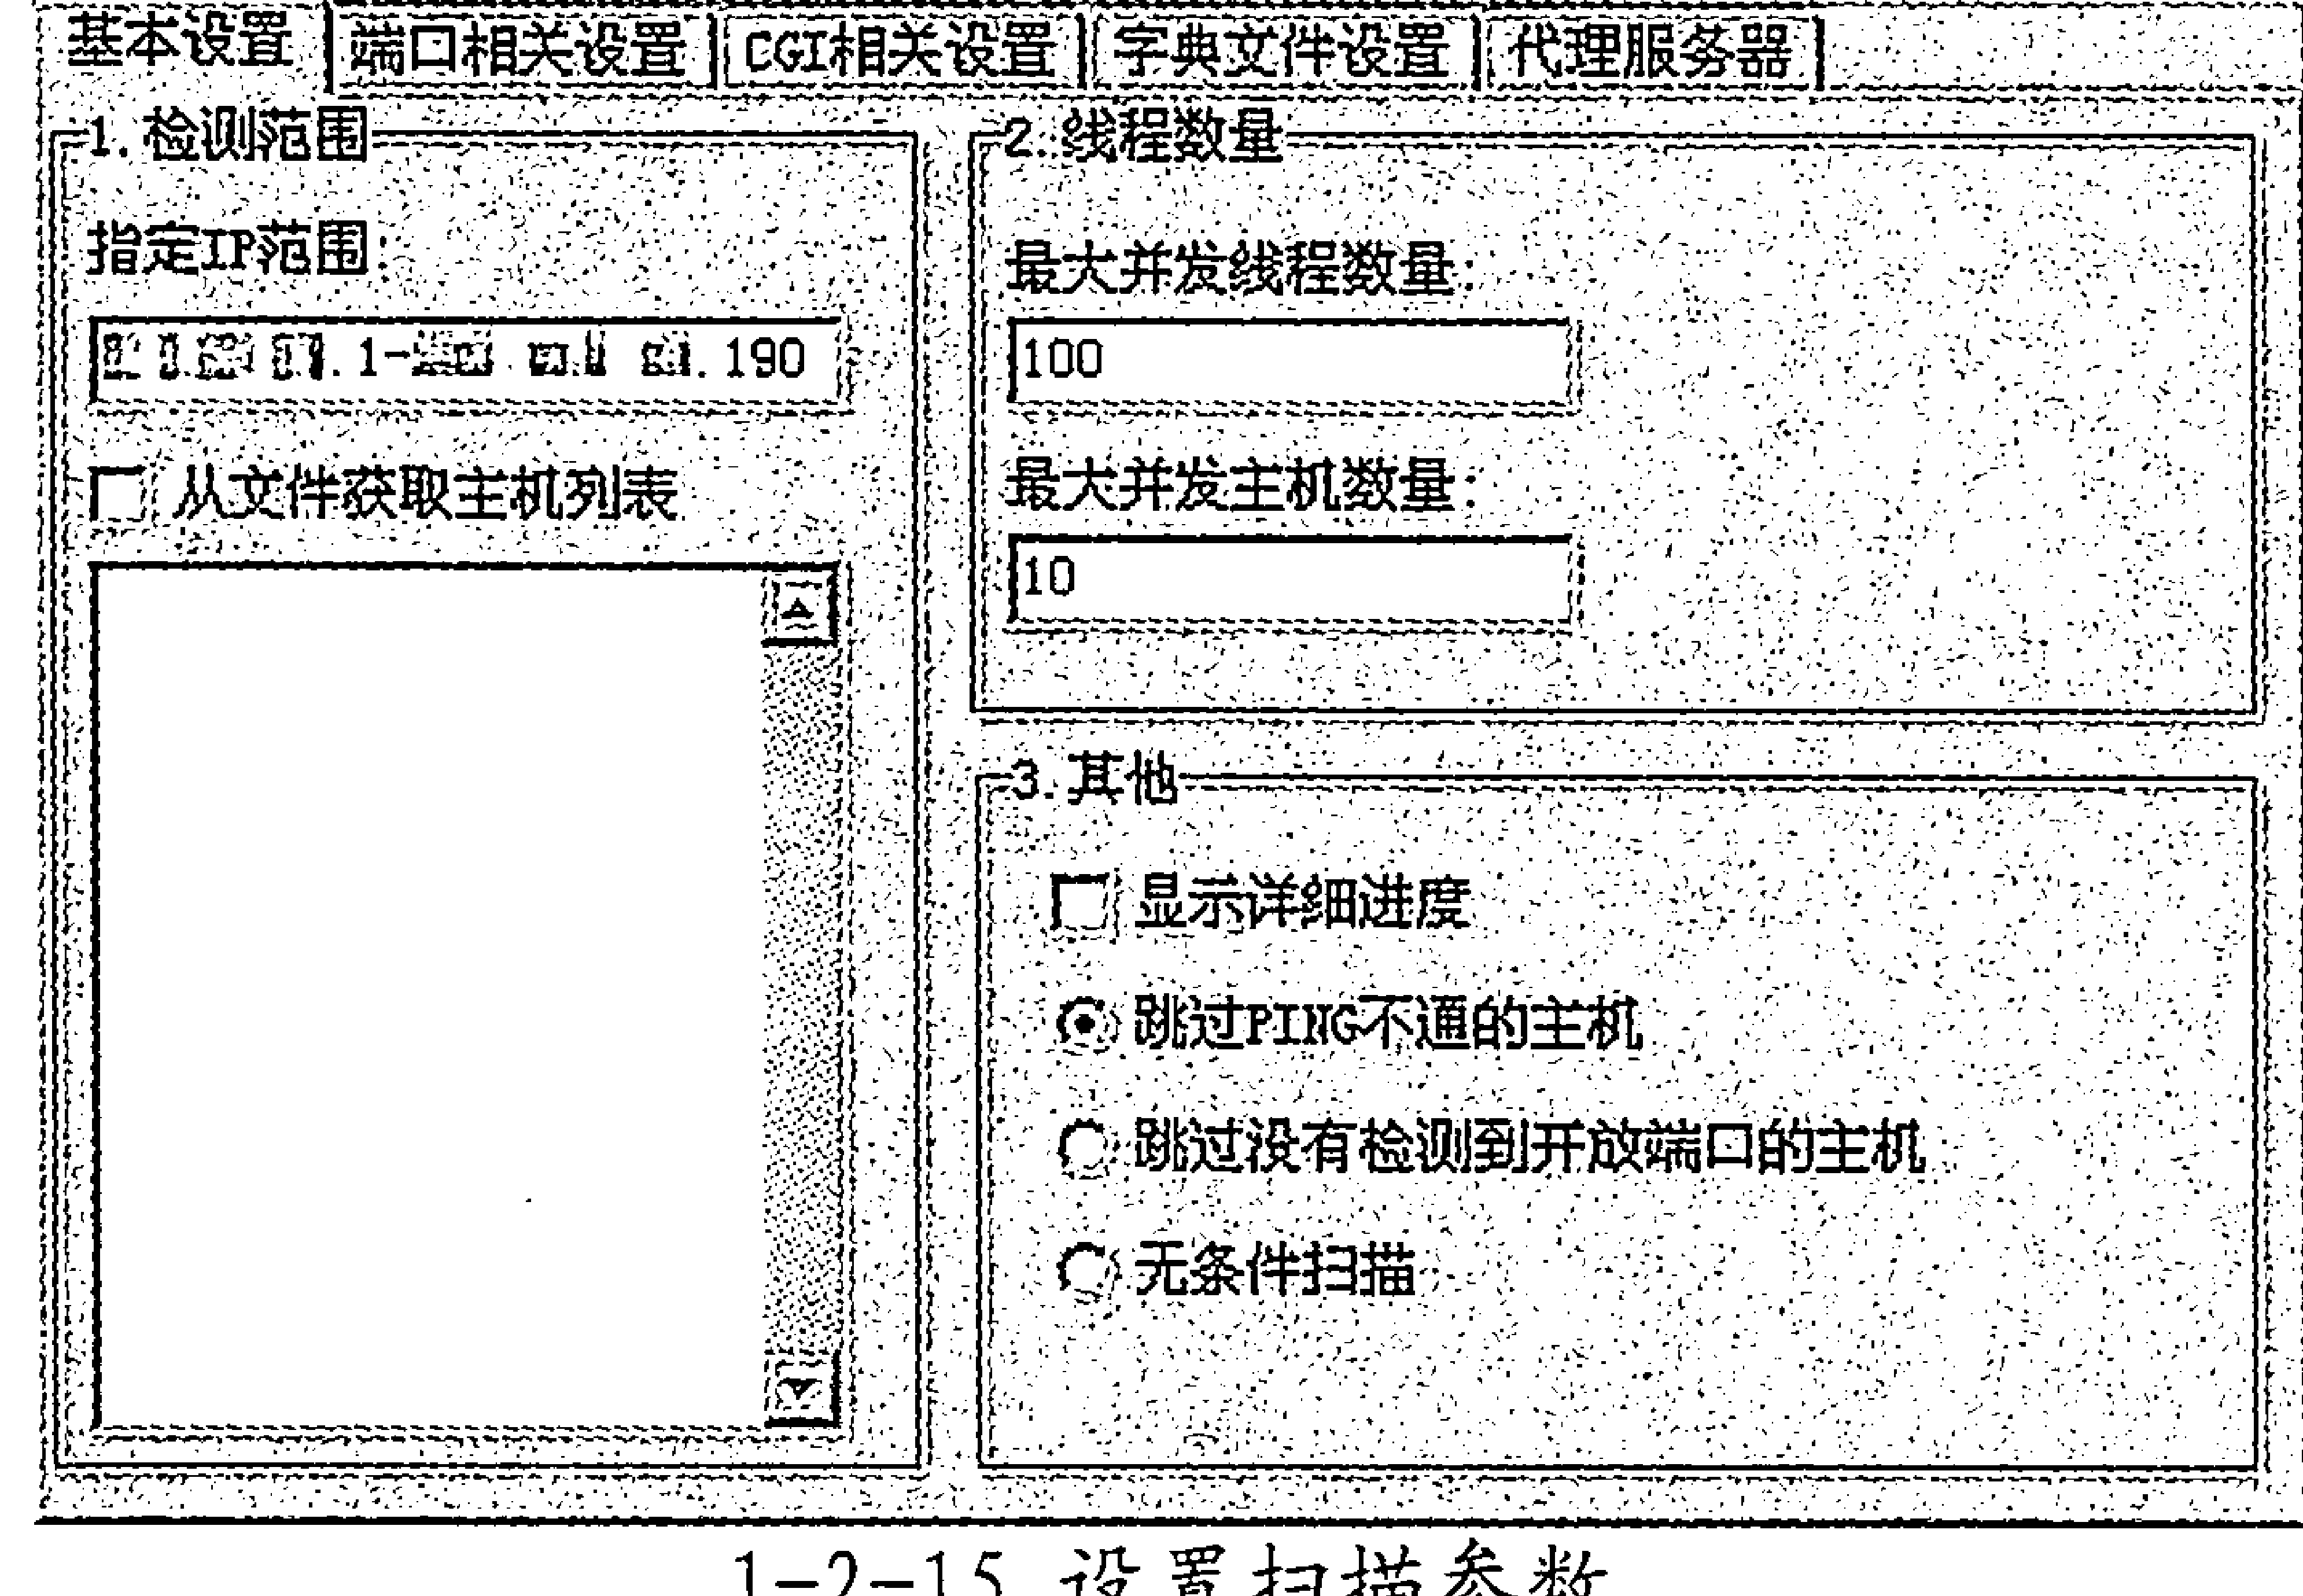 基本设置 端口相关设置 CGI相关设置 字典文件设置 代理服务器
1. 检测范围
指定IP范围:
.1- .190
从文件获取主机列表
2. 线程数量
最大并发线程数量:
100
最大并发主机数量:
10
3. 其他
显示详细进度
跳过PING不通的主机
跳过没有检测到开放端口的主机
无条件扫描
1-2-15 设置扫描参数